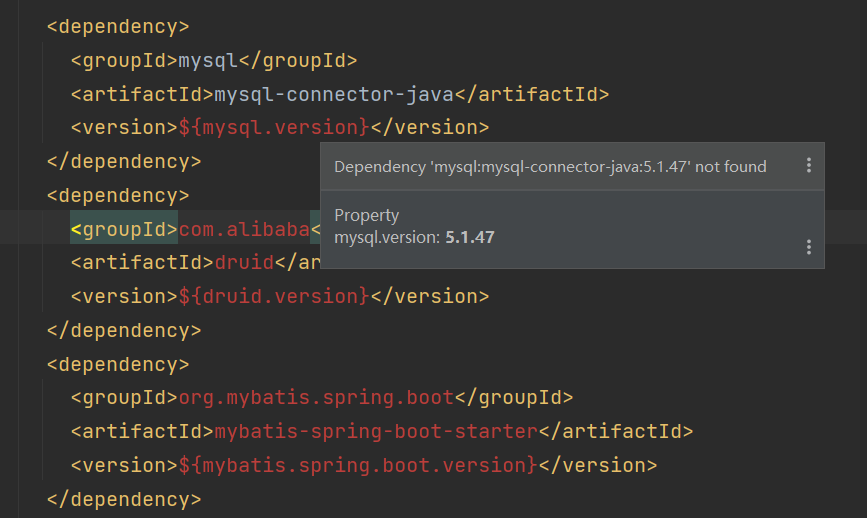 <dependency>
<groupId>mysql</groupId>
<artifactId>mysql-connector-java</artifactId>
<version>${mysql.version}</version>
</dependency>
Dependency 'mysql:mysql-connector-java:5.1.47' not found
Property
mysql.version: 5.1.47
<dependency>
<groupId>com.alibaba<
<artifactId>druid</ar
<version>${druid.version}</version>
</dependency>
<dependency>
<groupId>org.mybatis.spring.boot</groupId>
<artifactId>mybatis-spring-boot-starter</artifactId>
<version>${mybatis.spring.boot.version}</version>
</dependency>